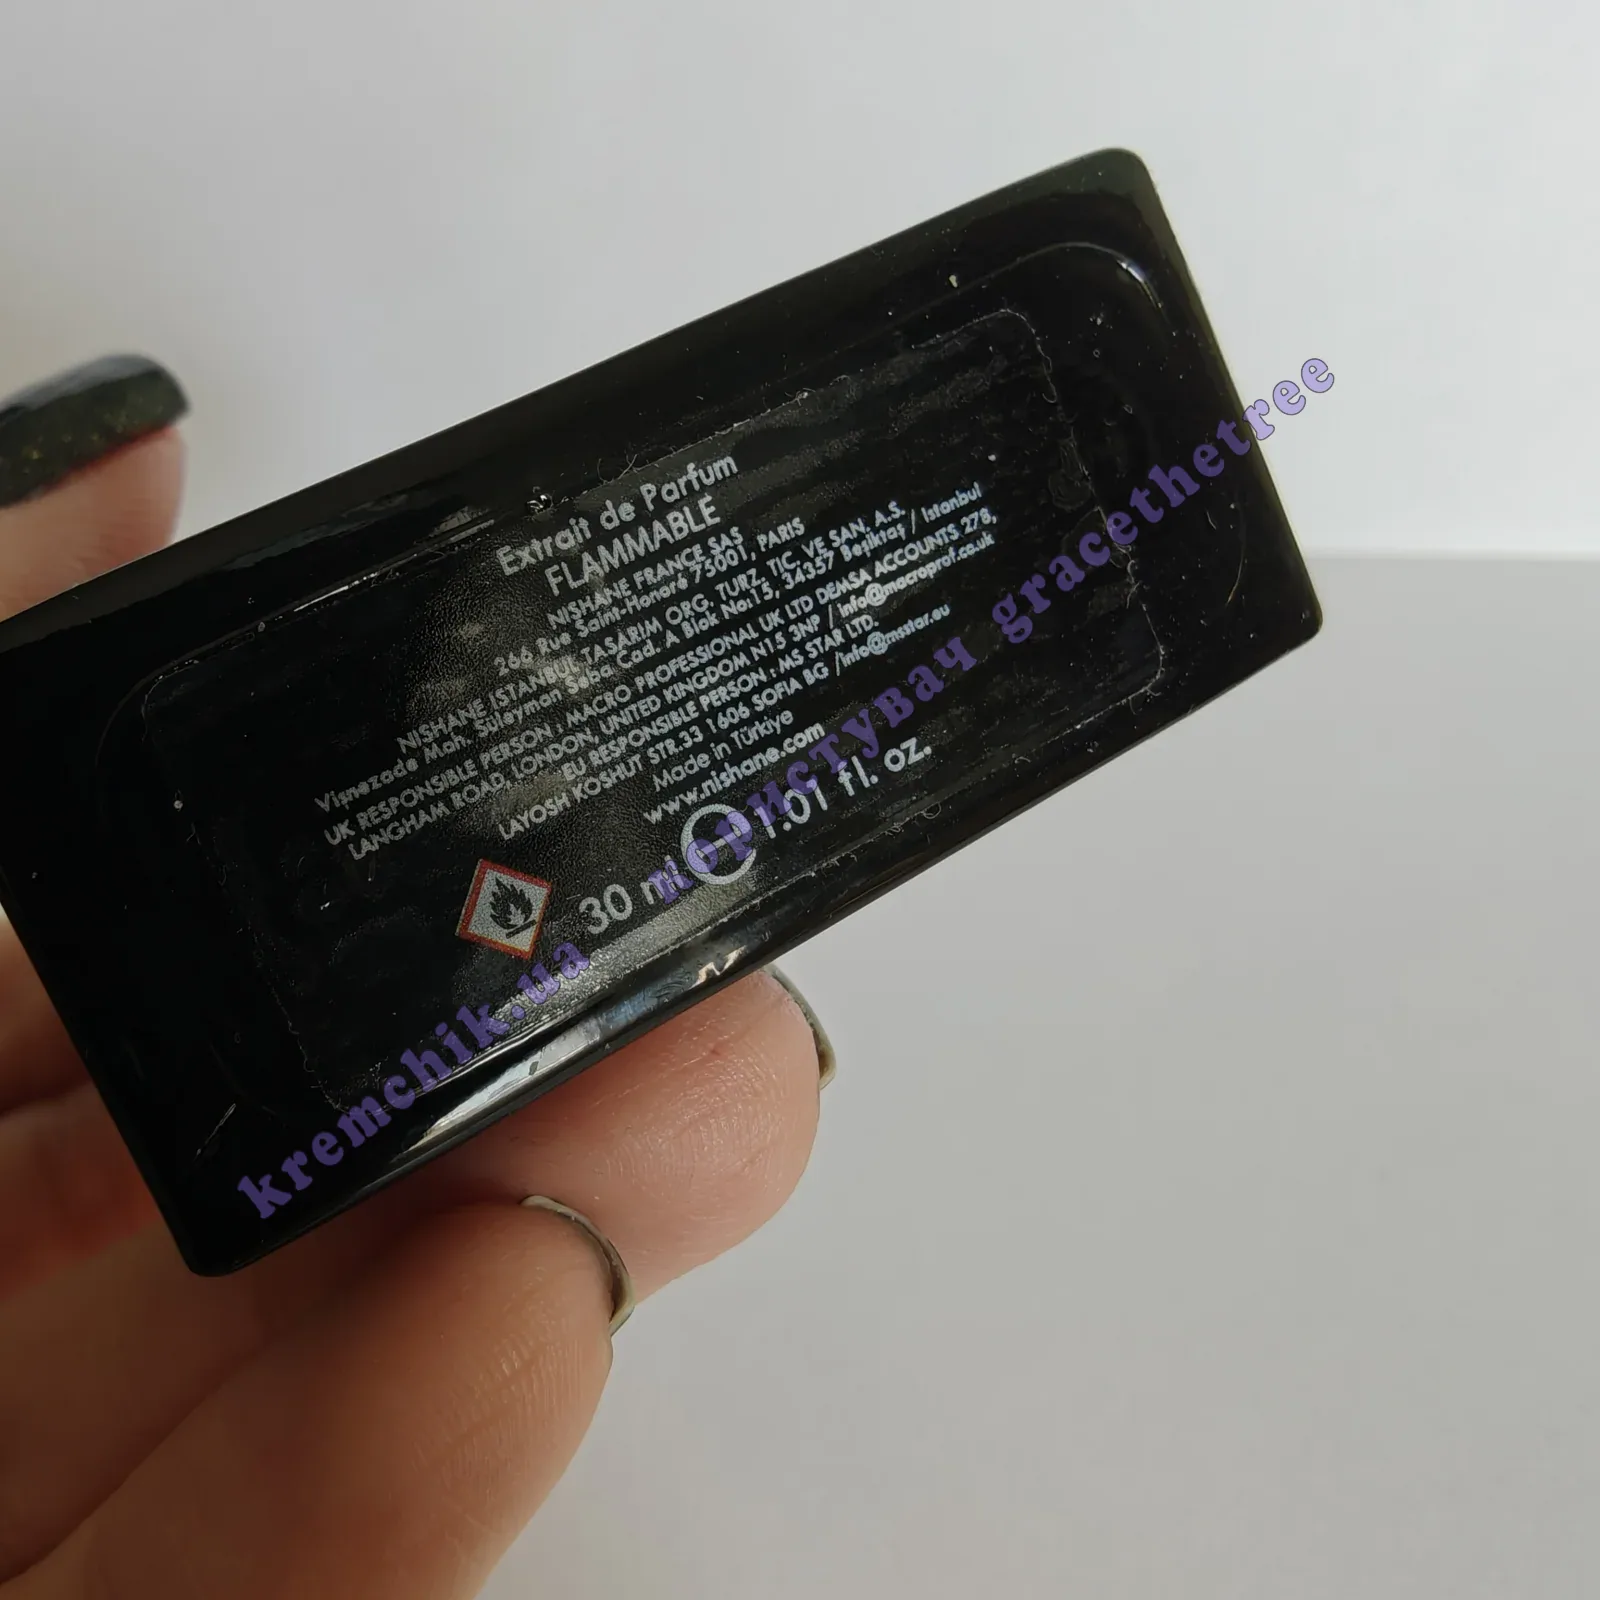 Extrait de Parfum
FLAMMABLE
NISHANE FRANCE SAS
266 Rue Saint-Honoré 75001, PARIS
NISHANE ISTANBUL TASARIM ORG. TURZ. TIC. VE SAN. A.S.
Vişnezade Mah. Süleyman Seba Cad. A Blok No:15, 34357 Beşiktaş / Istanbul
UK RESPONSIBLE PERSON : MACRO PROFESSIONAL UK LTD DEMSA ACCOUNTS 278,
LANGHAM ROAD, LONDON, UNITED KINGDOM N15 3NP / info@macroprof.co.uk
EU RESPONSIBLE PERSON : MS STAR LTD.
LAYOSH KOSHUT STR.33 1606 SOFIA BG /info@msstar.eu
Made in Türkiye
www.nishane.com
30 ml 1.01 fl. oz.
kremchik.ua користувач gracethetree